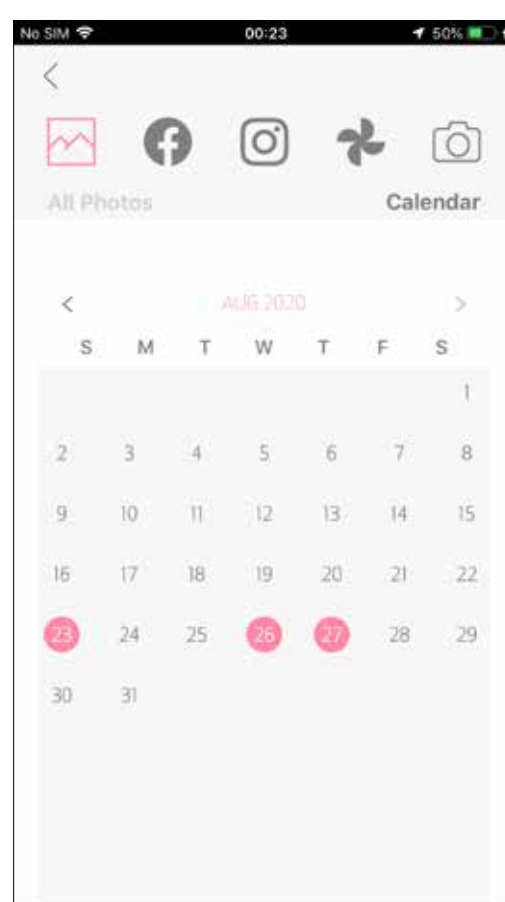 No SIM 00:23 50%
All Photos Calendar
< AUG 2020 >
S M T W T F S
1
2 3 4 5 6 7 8
9 10 11 12 13 14 15
16 17 18 19 20 21 22
23 24 25 26 27 28 29
30 31